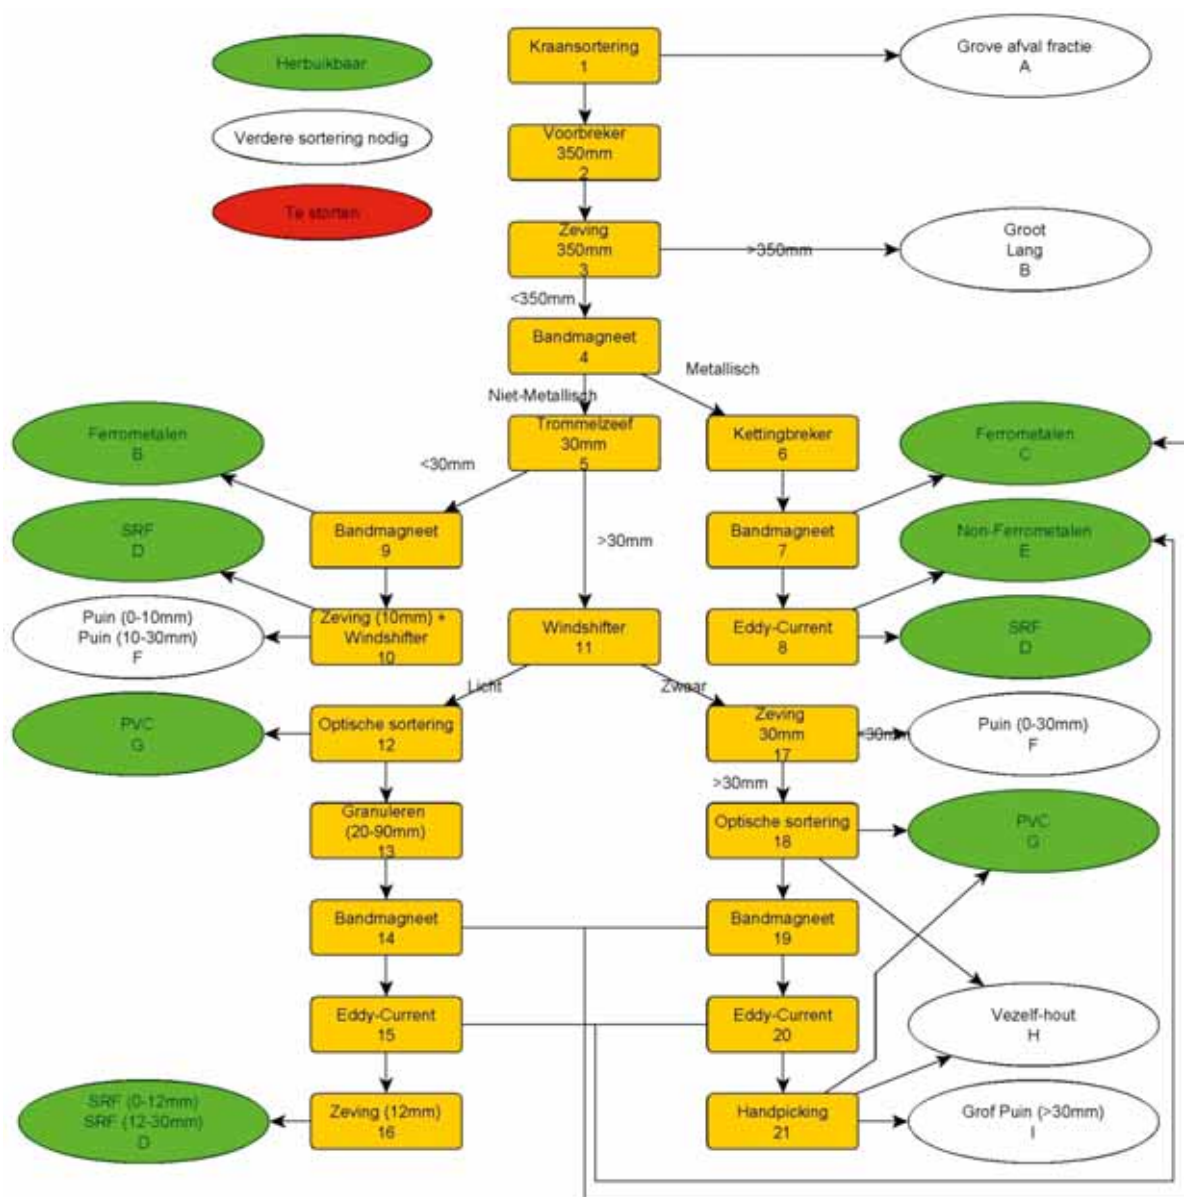 Herbuikbaar
Verdere sortering nodig
Te storten
Kraansortering
1
Grove afval fractie
A
Voorbreker
350mm
2
Zeving
350mm
3
>350mm
Groot
Lang
B
<350mm
Bandmagneet
4
Metallisch
Niet-Metallisch
Ferrometalen
B
Trommelzeef
30mm
5
Kettingbreker
6
Ferrometalen
C
<30mm
SRF
D
Bandmagneet
9
>30mm
Bandmagneet
7
Non-Ferrometalen
E
Puin (0-10mm)
Puin (10-30mm)
F
Zeving (10mm) +
Windshifter
10
Windshifter
11
Eddy-Current
8
SRF
D
Licht
Zwaar
PVC
G
Optische sortering
12
Zeving
30mm
17
<30mm
Puin (0-30mm)
F
>30mm
Granuleren
(20-90mm)
13
Optische sortering
18
PVC
G
Bandmagneet
14
Bandmagneet
19
Eddy-Current
15
Eddy-Current
20
Vezelf-hout
H
SRF (0-12mm)
SRF (12-30mm)
D
Zeving (12mm)
16
Handpicking
21
Grof Puin (>30mm)
I